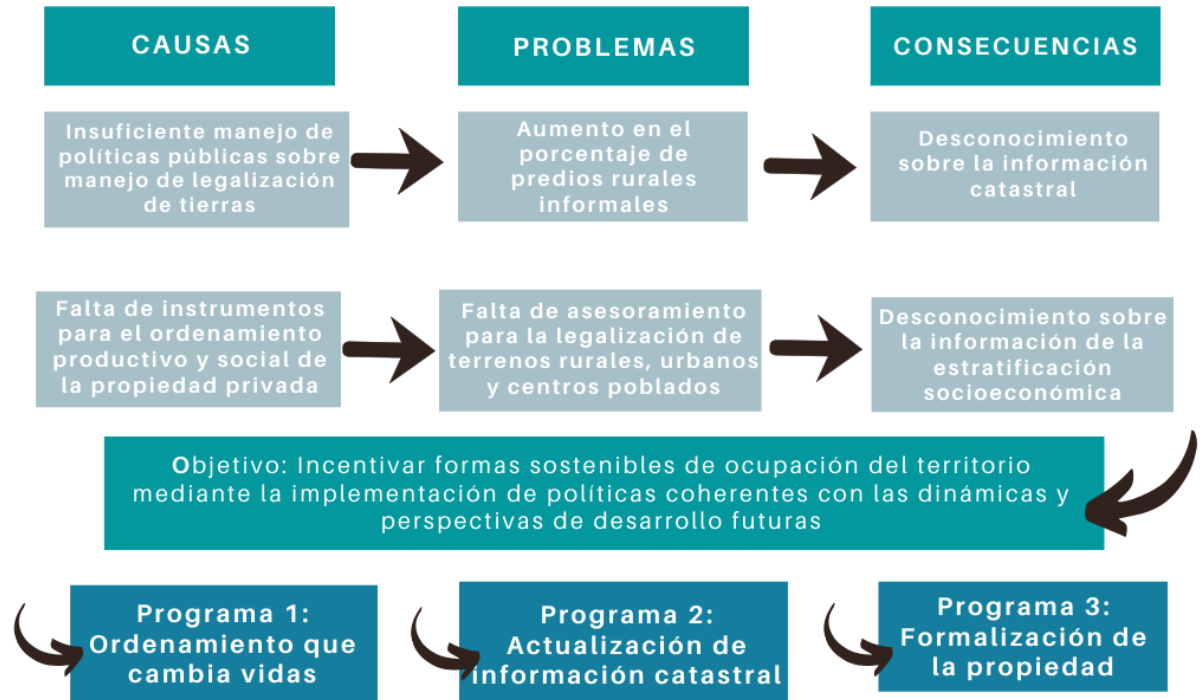 CAUSAS
PROBLEMAS
CONSECUENCIAS
Insuficiente manejo de
políticas públicas sobre
manejo de legalización
de tierras
Aumento en el
porcentaje de
predios rurales
informales
Desconocimiento
sobre la información
catastral
Falta de instrumentos
para el ordenamiento
productivo y social de
la propiedad privada
Falta de asesoramiento
para la legalización de
terrenos rurales, urbanos
y centros poblados
Desconocimiento sobre
la información de la
estratificación
socioeconómica
Objetivo: Incentivar formas sostenibles de ocupación del territorio
mediante la implementación de políticas coherentes con las dinámicas y
perspectivas de desarrollo futuras
Programa 1:
Ordenamiento que
cambia vidas
Programa 2:
Actualización de
información catastral
Programa 3:
Formalización de
la propiedad